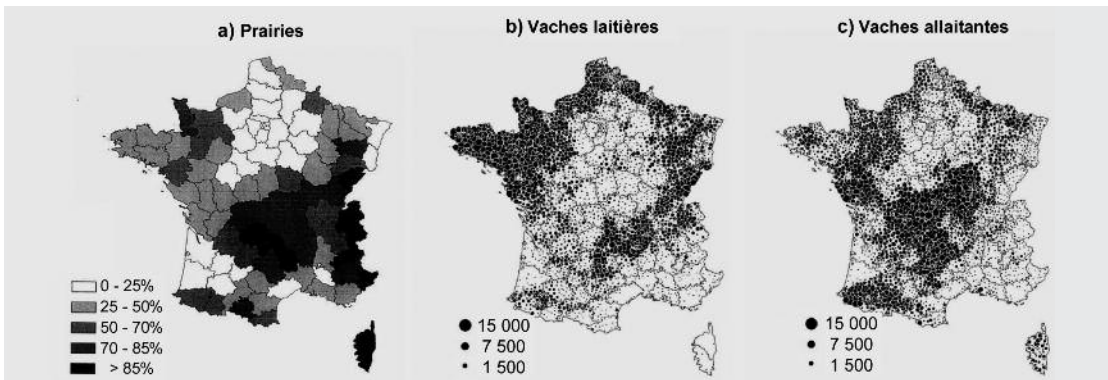 a) Prairies
b) Vaches laitières
c) Vaches allaitantes
0 - 25%
25 - 50%
50 - 70%
70 - 85%
> 85%
15 000
7 500
1 500
15 000
7 500
1 500